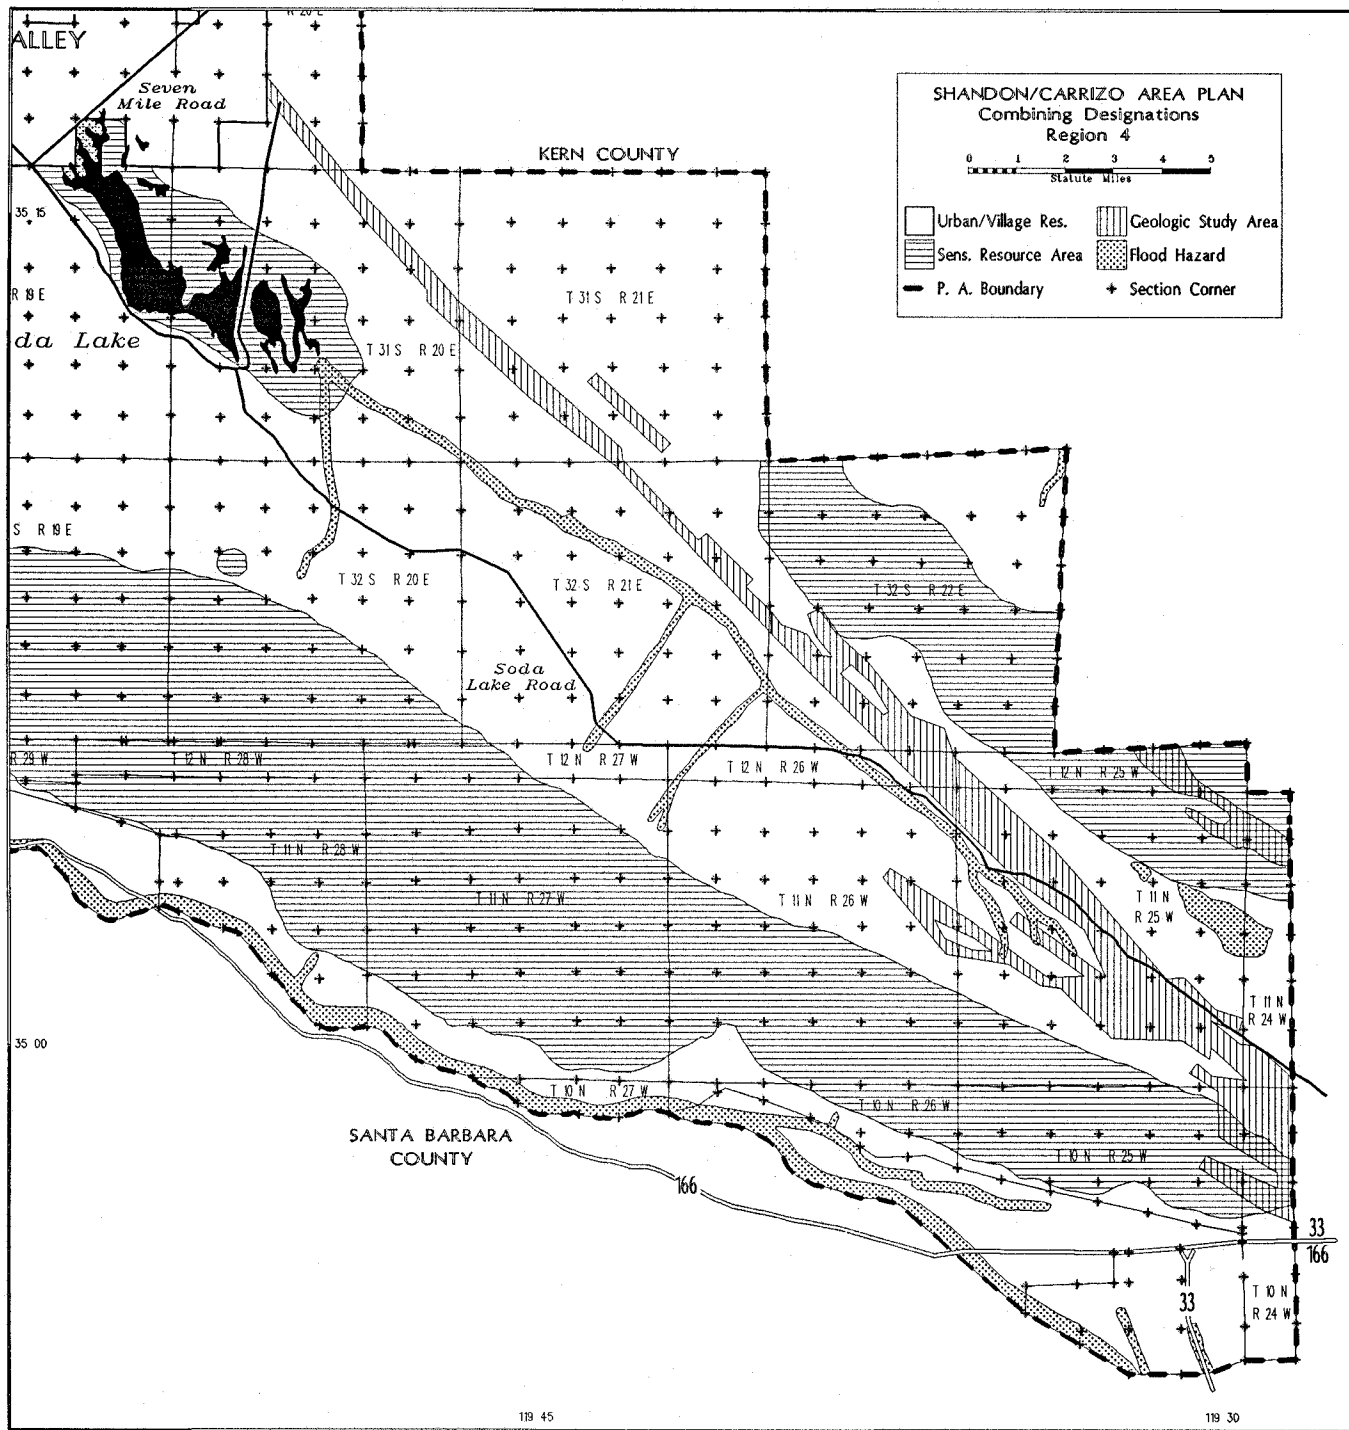 R 20 E
ALLEY
Seven
Mile Road
SHANDON/CARRIZO AREA PLAN
Combining Designations
Region 4
0 1 2 3 4 5
Statute Miles
Urban/Village Res.
Geologic Study Area
Sens. Resource Area
Flood Hazard
P. A. Boundary
Section Corner
KERN COUNTY
35 15
R 19 E
T 31 S R 21 E
da Lake
T 31 S R 20 E
S R 19 E
T 32 S R 20 E
T 32 S R 21 E
T 32 S R 22 E
Soda
Lake Road
R 29 W
T 12 N R 28 W
T 12 N R 27 W
T 12 N R 26 W
T 12 N R 25 W
T 11 N R 28 W
T 11 N R 27 W
T 11 N R 26 W
T 11 N
R 25 W
T 11 N
R 24 W
35 00
T 10 N R 27 W
T 10 N R 26 W
SANTA BARBARA
COUNTY
T 10 N R 25 W
166
33
166
33
T 10 N
R 24 W
119 45
119 30